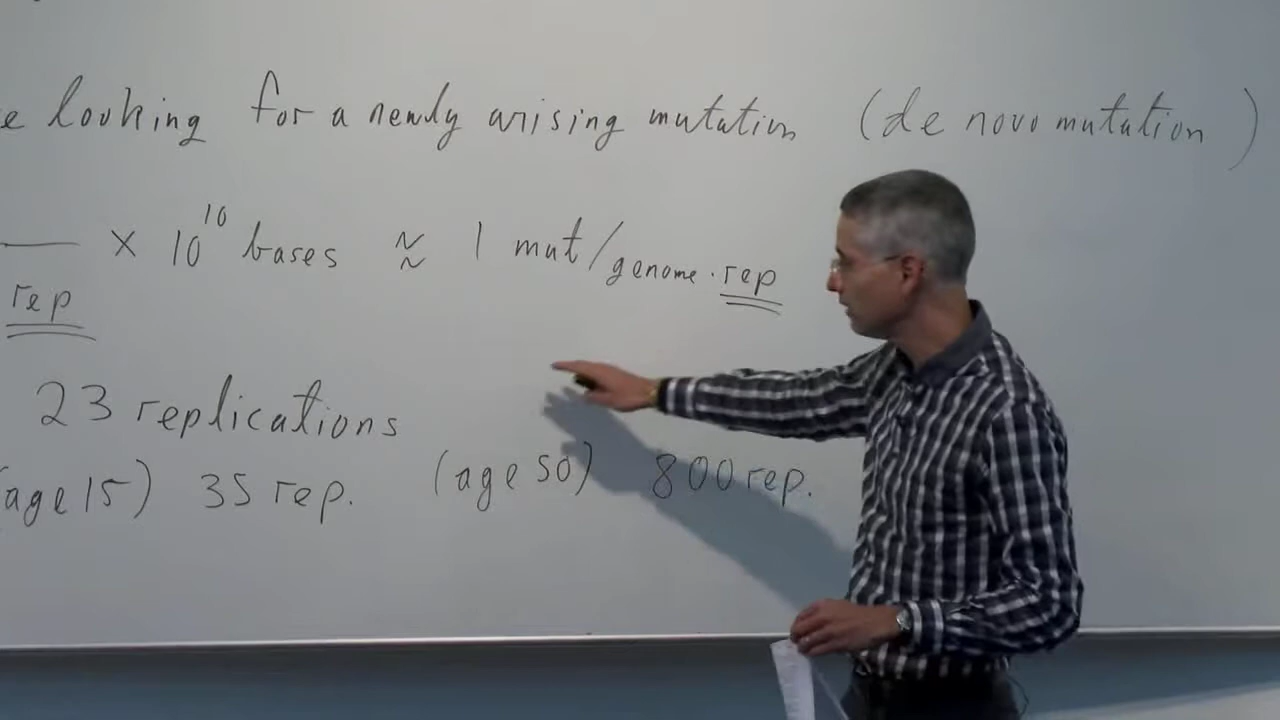 e looking for a newly arising mutation (de novo mutation)
× 10^10 bases ≈ 1 mut/genome · rep
rep
23 replications
(age 15) 35 rep. (age 50) 800 rep.